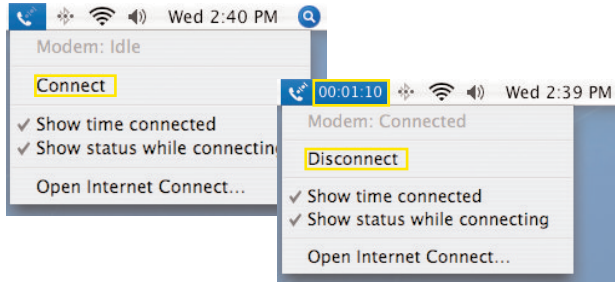 Wed 2:40 PM
Modem: Idle
Connect
✓ Show time connected
✓ Show status while connecting
Open Internet Connect...
00:01:10 Wed 2:39 PM
Modem: Connected
Disconnect
✓ Show time connected
✓ Show status while connecting
Open Internet Connect...